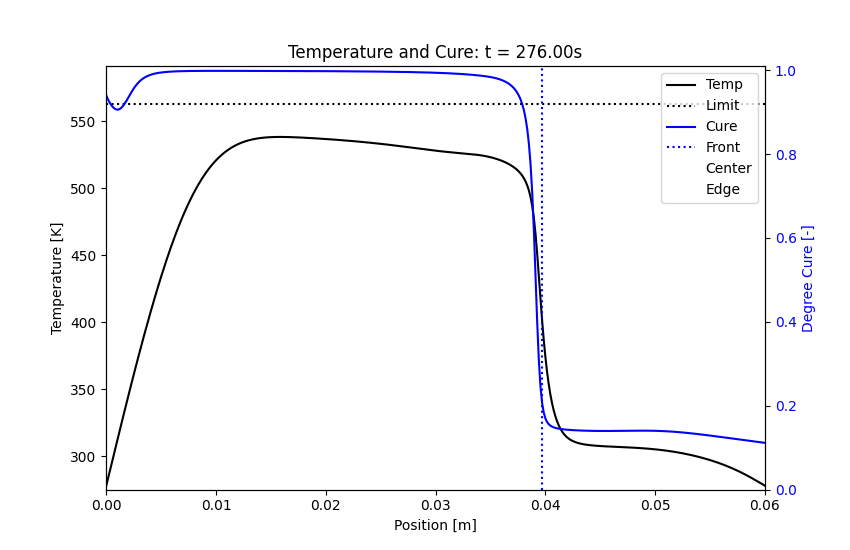 Temperature and Cure: t = 276.00s
Temp
Limit
Cure
Front
Center
Edge
550
500
450
400
350
300
Temperature [K]
1.0
0.8
0.6
0.4
0.2
0.0
Degree Cure [-]
0.00 0.01 0.02 0.03 0.04 0.05 0.06
Position [m]